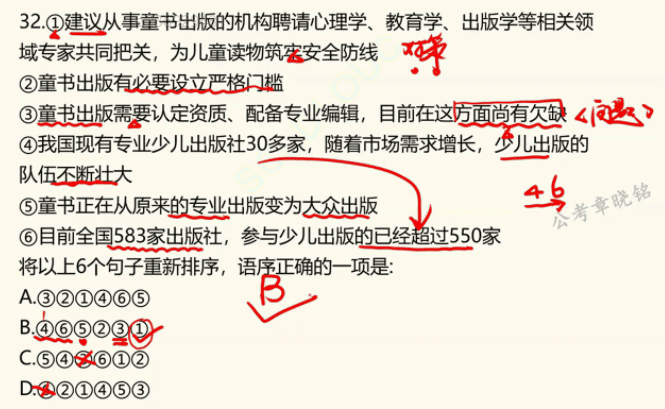 32.①建议从事童书出版的机构聘请心理学、教育学、出版学等相关领
域专家共同把关，为儿童读物筑牢安全防线
对策
②童书出版有必要设立严格门槛
③童书出版需要认定资质、配备专业编辑，目前在这方面尚有欠缺
(问题)
④我国现有专业少儿出版社30多家，随着市场需求增长，少儿出版的
队伍不断壮大
46
公考章晓铭
⑤童书正在从原来的专业出版变为大众出版
⑥目前全国583家出版社，参与少儿出版的已经超过550家
将以上6个句子重新排序，语序正确的一项是:
B
A.③②①④⑥⑤
B.④⑥⑤②③①
C.⑤④③⑥①②
D.⑥②①④⑤③